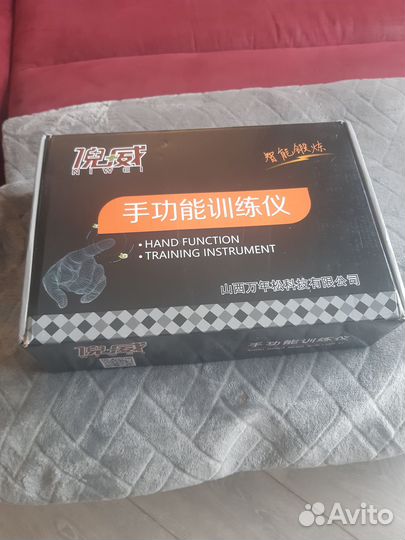 倪威
NIWEI
智能锻炼
手功能训练仪
• HAND FUNCTION
• TRAINING INSTRUMENT
山西万年松科技有限公司
倪威
手功能训练仪
Avito